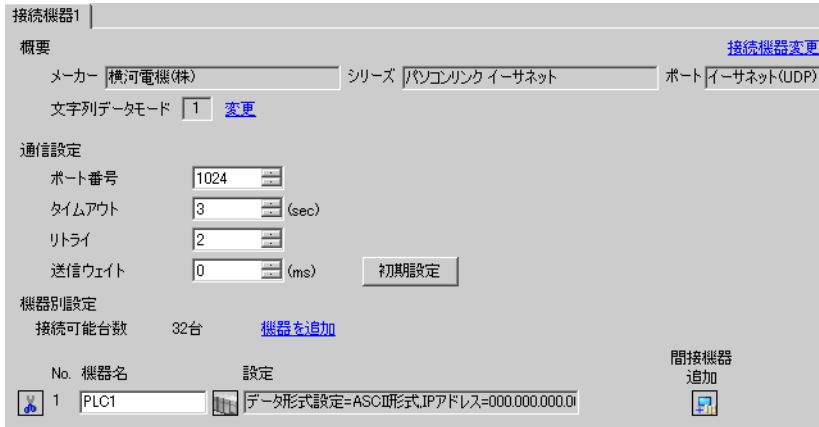 接続機器1
概要 接続機器変更
メーカー 横河電機(株) シリーズ パソコンリンク イーサネット ポート イーサネット(UDP)
文字列データモード 1 変更
通信設定
ポート番号 1024
タイムアウト 3 (sec)
リトライ 2
送信ウェイト 0 (ms) 初期設定
機器別設定
接続可能台数 32台 機器を追加
間接機器
No. 機器名 設定 追加
1 PLC1 データ形式設定=ASCII形式,IPアドレス=000.000.000.0